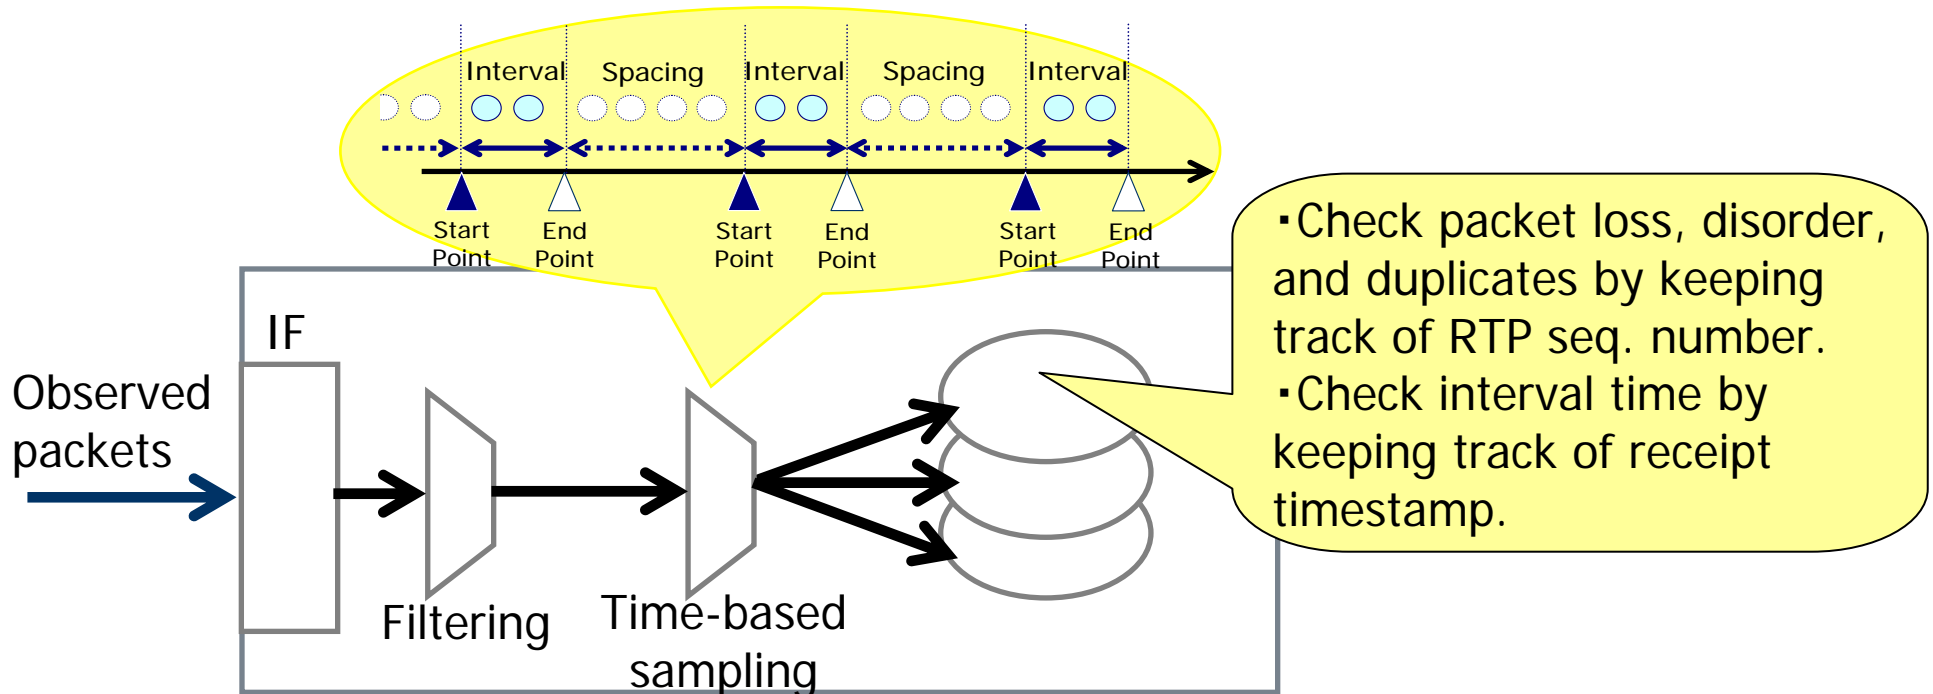 Interval Spacing Interval Spacing Interval
Start End Start End Start End
Point Point Point Point Point Point
IF
Observed
packets
Filtering
Time-based
sampling
・Check packet loss, disorder,
and duplicates by keeping
track of RTP seq. number.
・Check interval time by
keeping track of receipt
timestamp.